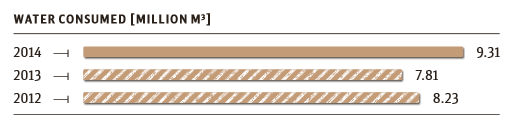 WATER CONSUMED [MILLION M³]
2014 9.31
2013 7.81
2012 8.23